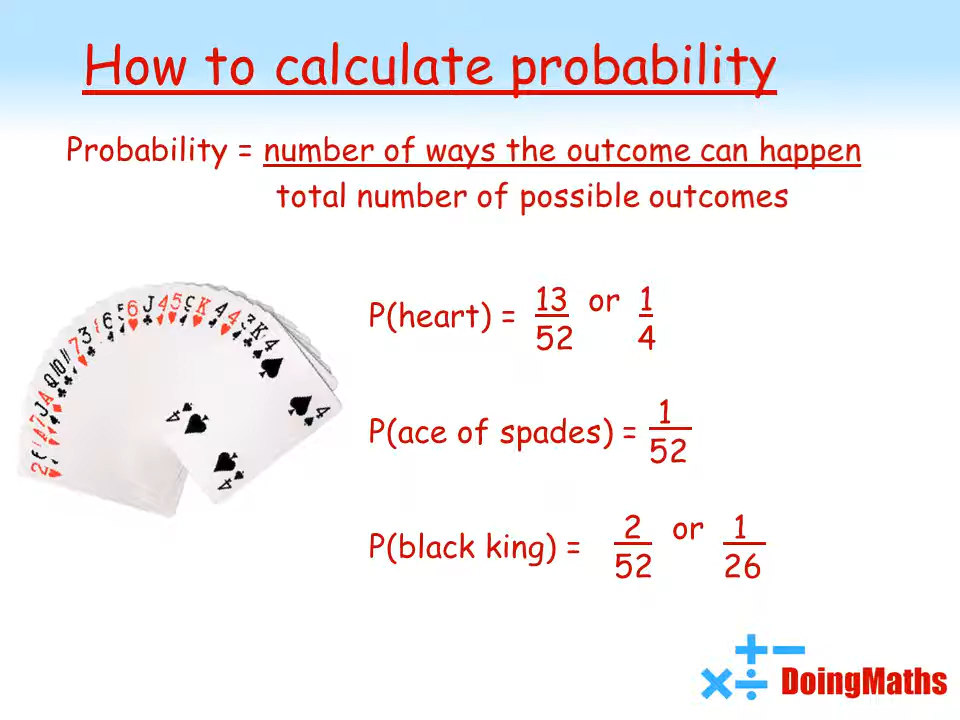 How to calculate probability
Probability = number of ways the outcome can happen
total number of possible outcomes
P(heart) = 13/52 or 1/4
P(ace of spades) = 1/52
P(black king) = 2/52 or 1/26
DoingMaths